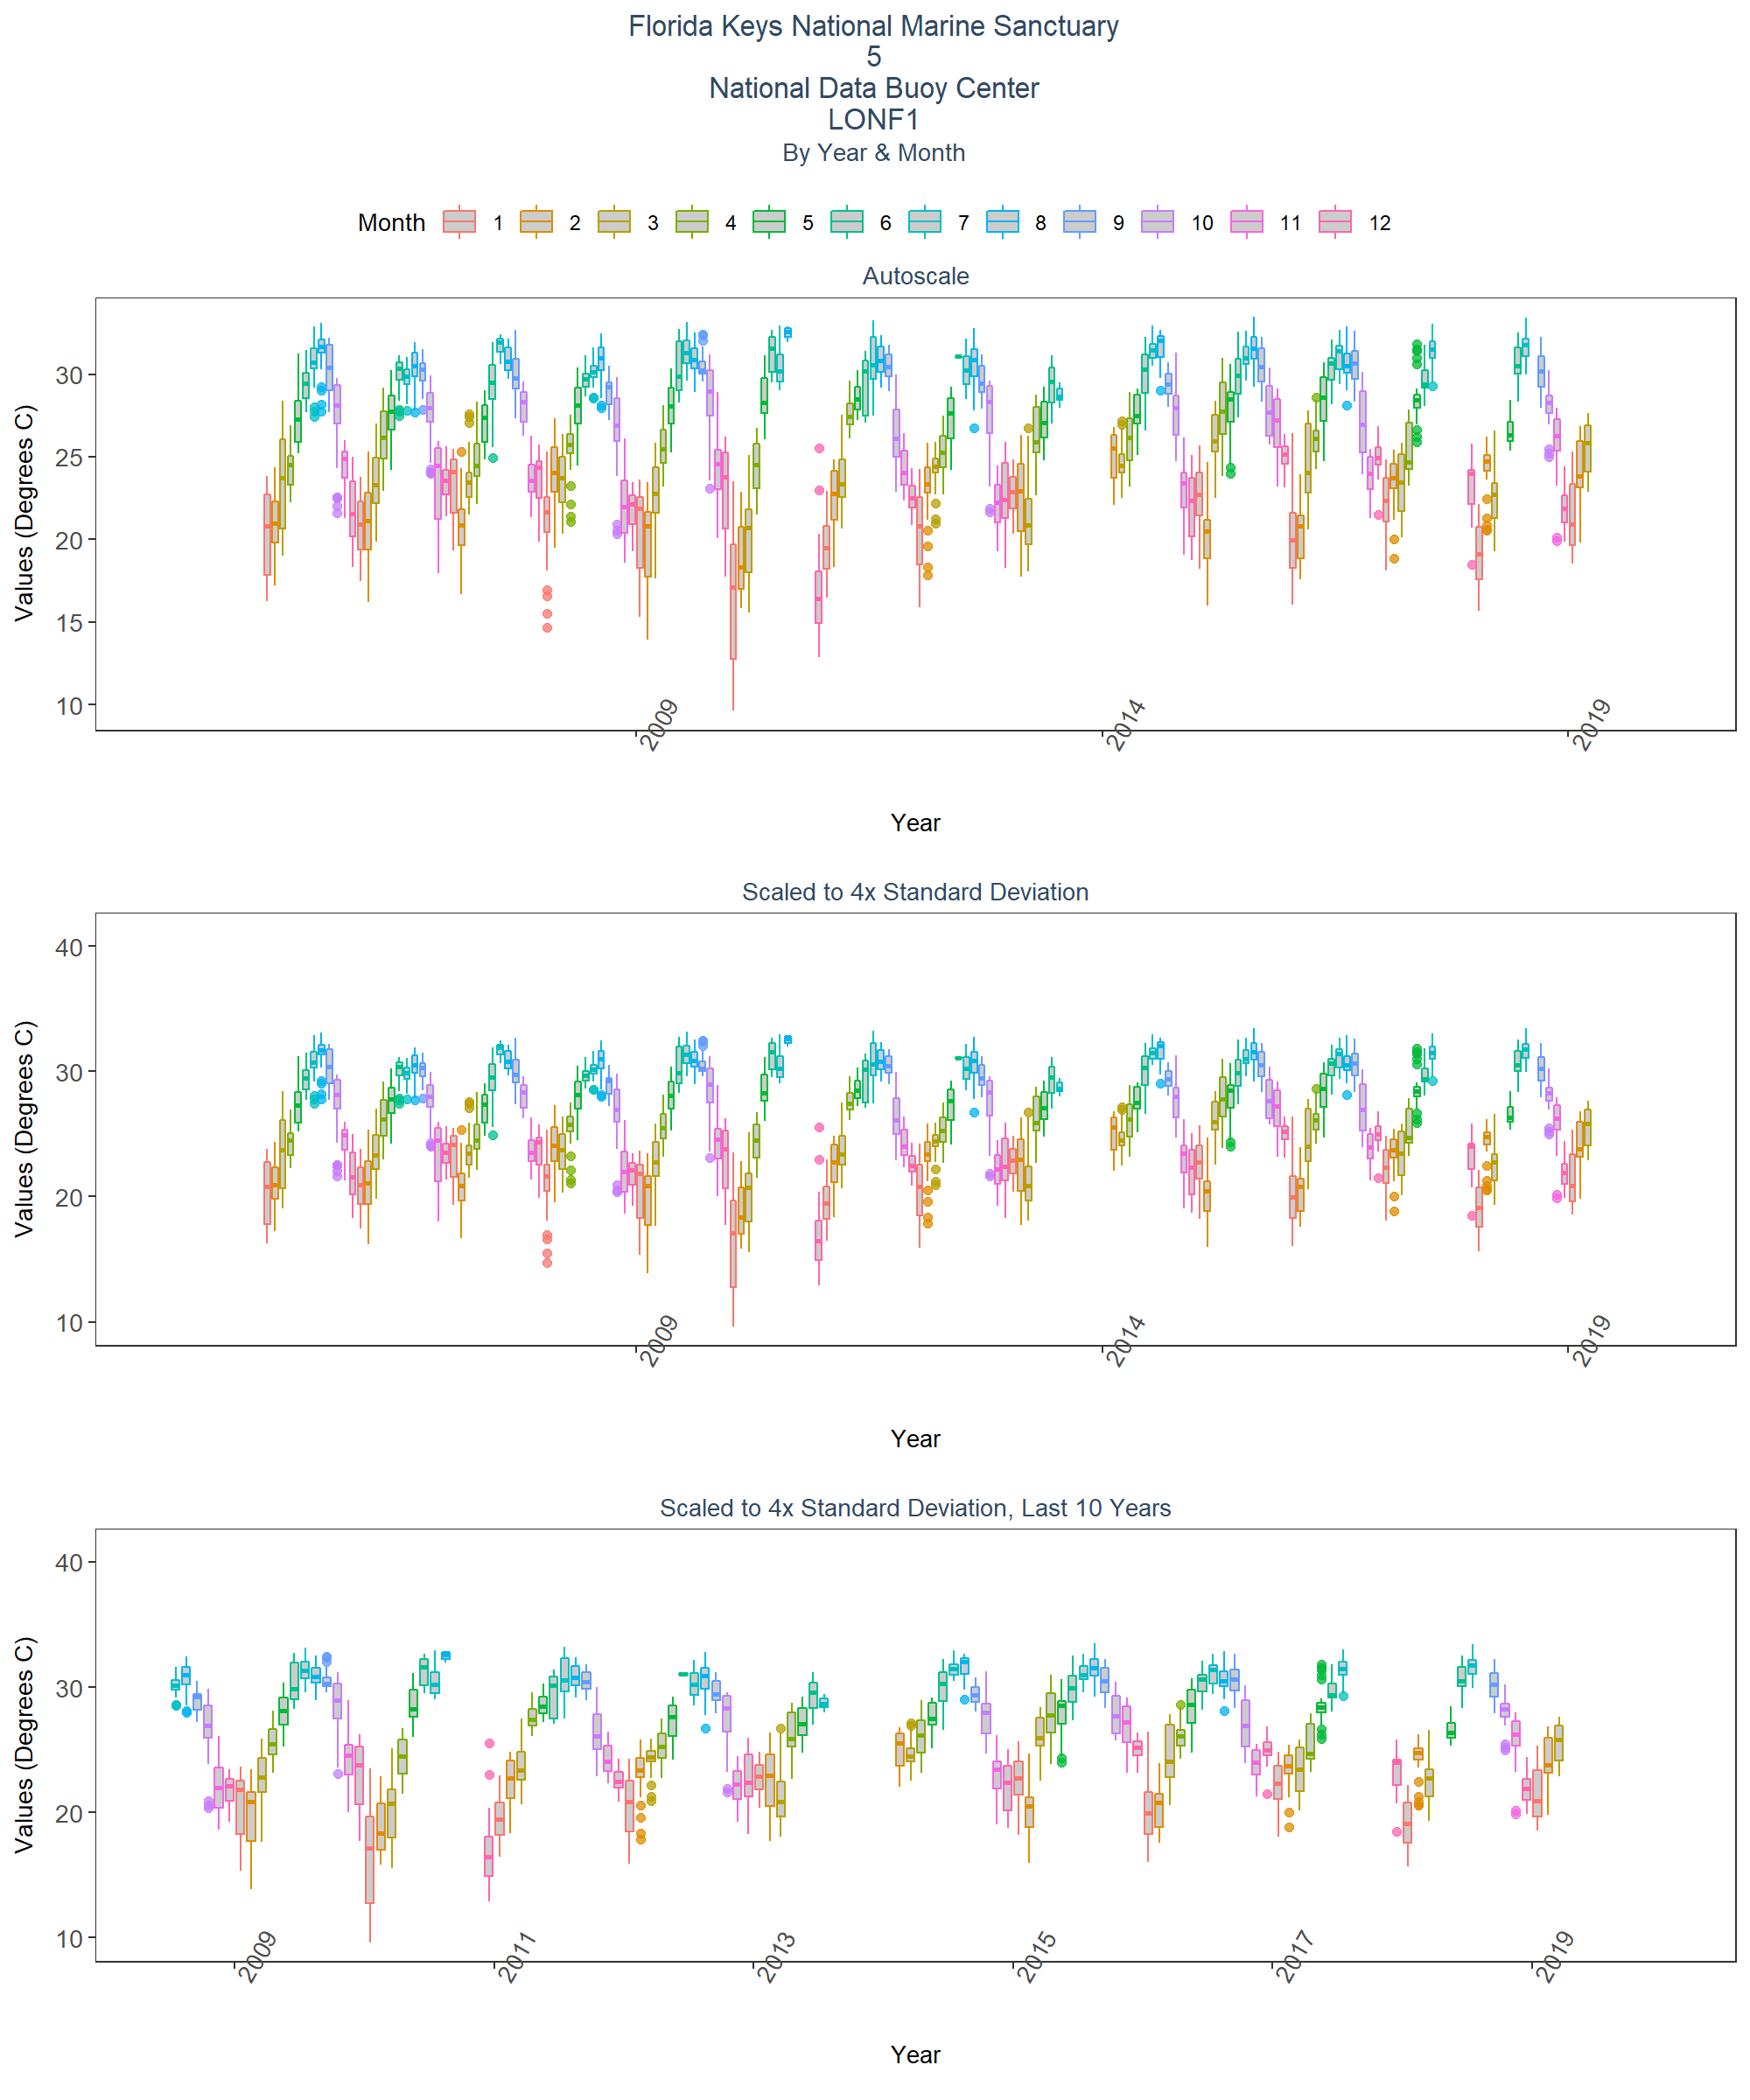 Florida Keys National Marine Sanctuary
5
National Data Buoy Center
LONF1
By Year & Month
Month 1 2 3 4 5 6 7 8 9 10 11 12
Autoscale
Values (Degrees C)
30
25
20
15
10
2009 2014 2019
Year
Scaled to 4x Standard Deviation
Values (Degrees C)
40
30
20
10
2009 2014 2019
Year
Scaled to 4x Standard Deviation, Last 10 Years
Values (Degrees C)
40
30
20
10
2009 2011 2013 2015 2017 2019
Year